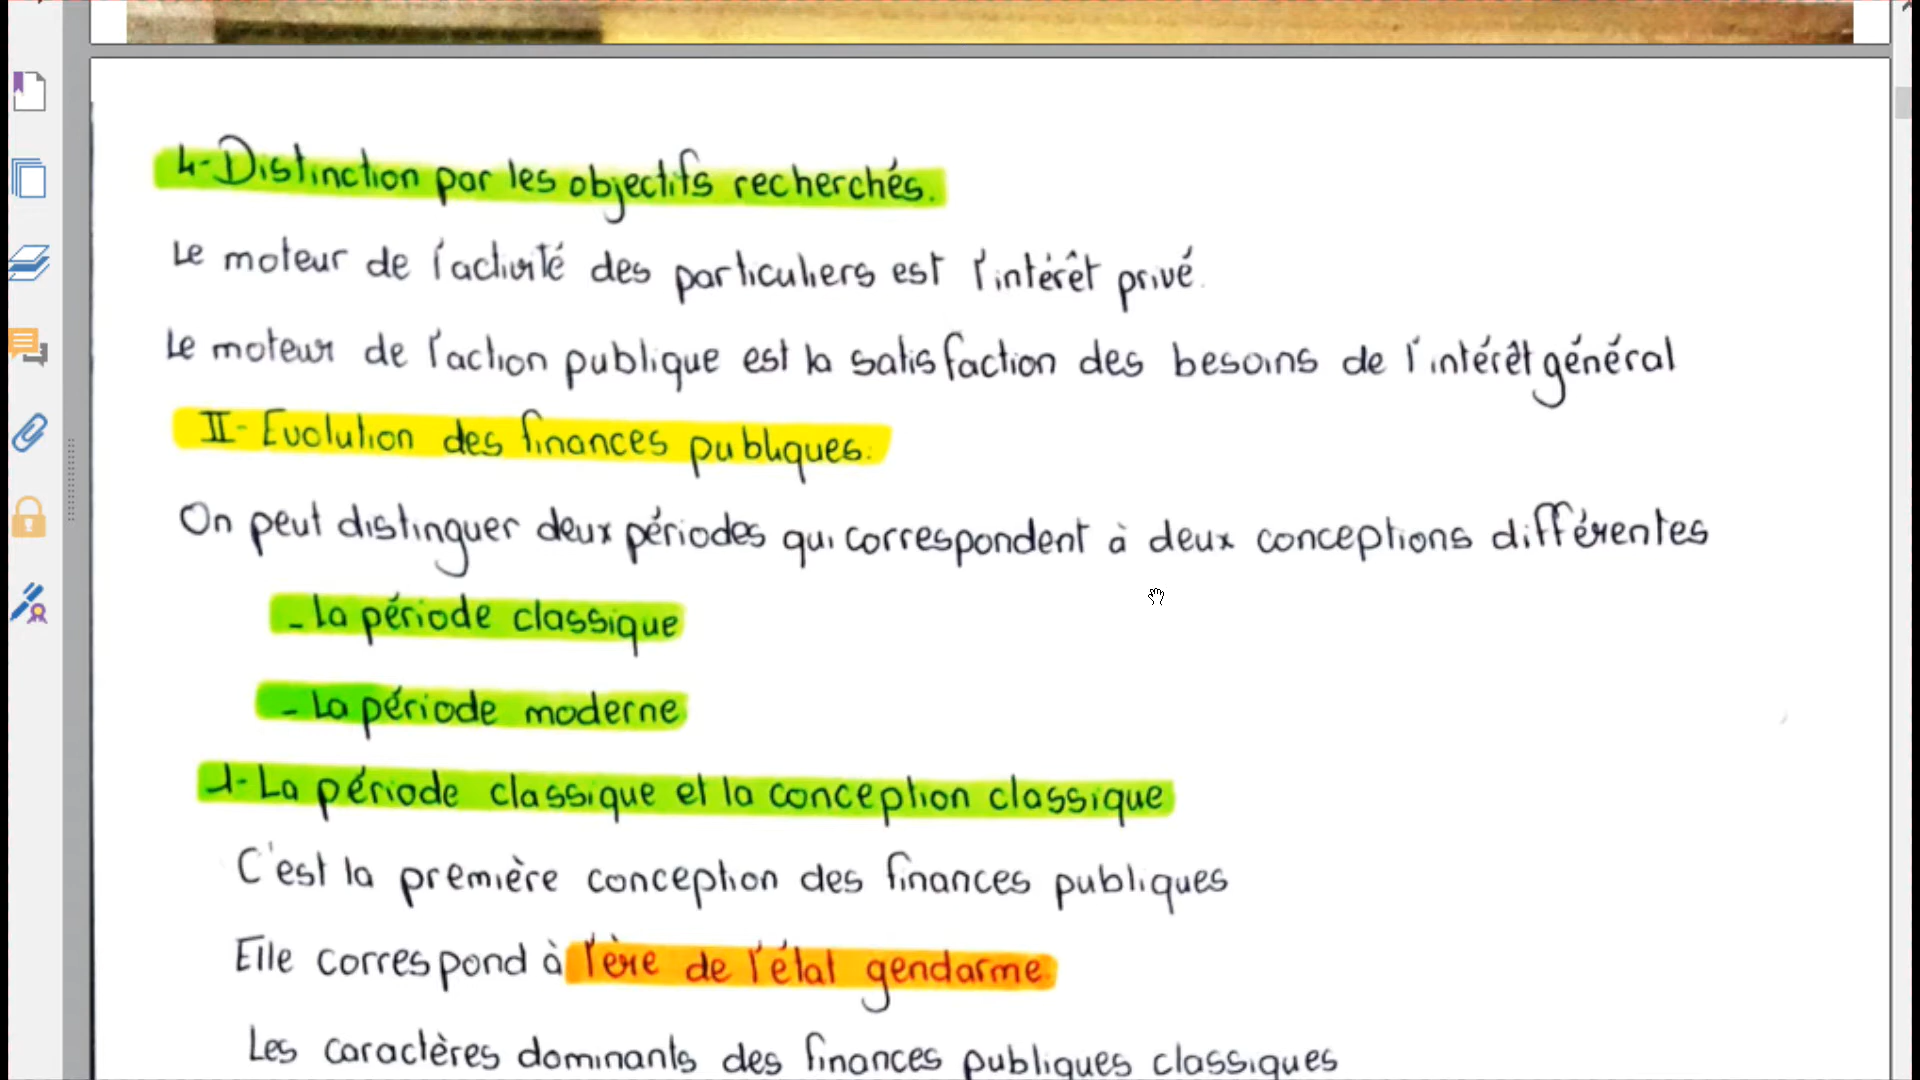 4-Distinction par les objectifs recherchés.
Le moteur de l'activité des particuliers est l'intérêt privé.
Le moteur de l'action publique est la satisfaction des besoins de l'intérêt général
II- Evolution des finances publiques.
On peut distinguer deux périodes qui correspondent à deux conceptions différentes
- la période classique
- La période moderne
1- La période classique et la conception classique
C'est la première conception des finances publiques
Elle correspond à l'ère de l'état gendarme
Les caractères dominants des finances publiques classiques